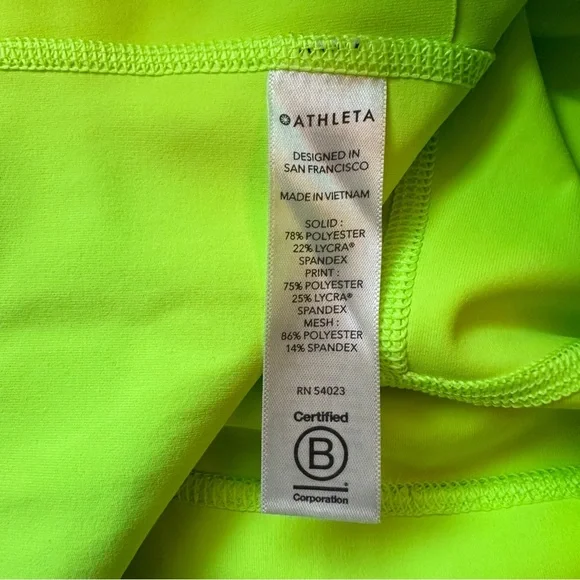 ATHLETA
DESIGNED IN
SAN FRANCISCO
MADE IN VIETNAM
SOLID :
78% POLYESTER
22% LYCRA®
SPANDEX
PRINT :
75% POLYESTER
25% LYCRA®
SPANDEX
MESH :
86% POLYESTER
14% SPANDEX
RN 54023
Certified
B
Corporation